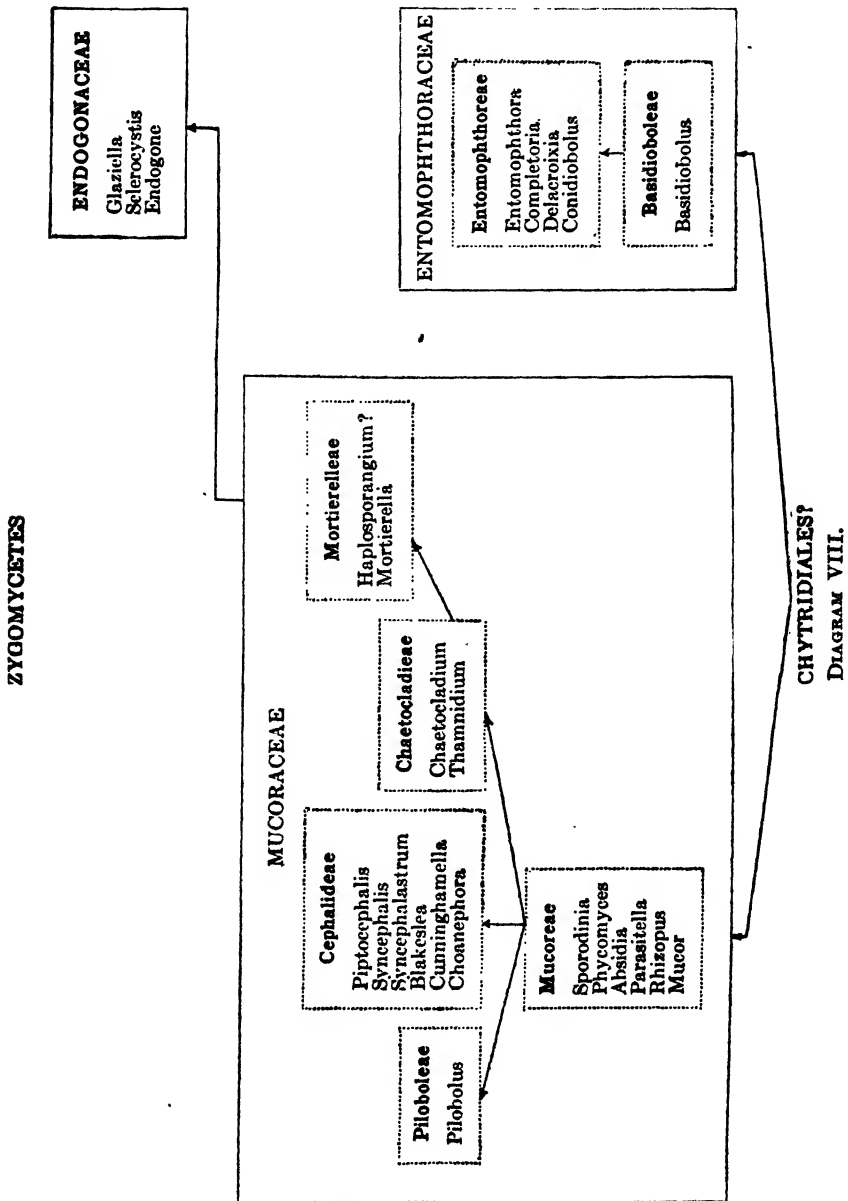 ZYGOMYCETES
ENDOGONACEAE
Glaziella
Sclerocystis
Endogone
MUCORACEAE
Mortierelleae
Haplosporangium?
Mortierella
Chaetocladieae
Chaetocladium
Thamnidium
Cephalideae
Piptocephalis
Syncephalis
Syncephalastrum
Blakeslea
Cunninghamella
Choanephora
Piloboleae
Pilobolus
Mucoreae
Sporodinia
Phycomyces
Absidia
Parasitella
Rhizopus
Mucor
ENTOMOPHTHORACEAE
Entomophthoreae
Entomophthora
Completoria
Delacroixia
Conidiobolus
Basidioboleae
Basidiobolus
CHYTRIDIALES?
DIAGRAM VIII.